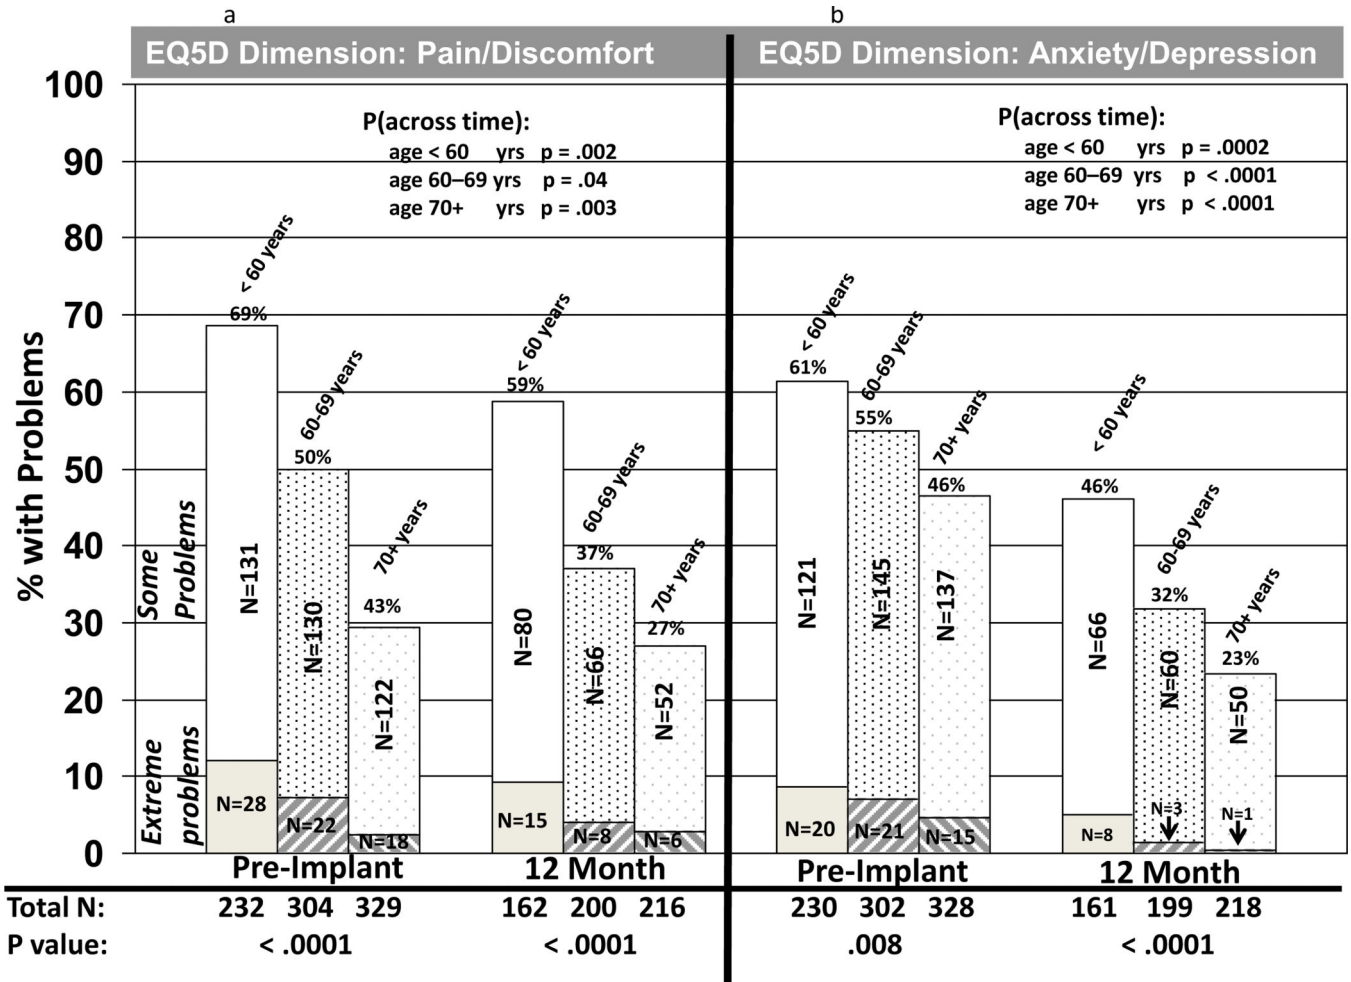 a
b
EQ5D Dimension: Pain/Discomfort
EQ5D Dimension: Anxiety/Depression
% with Problems
100
90
80
70
60
50
40
30
20
10
0
Some
Problems
Extreme
problems
P(across time):
age < 60 yrs p = .002
age 60–69 yrs p = .04
age 70+ yrs p = .003
< 60 years
69%
N=131
N=28
60-69 years
50%
N=130
N=22
70+ years
43%
N=122
N=18
< 60 years
59%
N=80
N=15
60-69 years
37%
N=66
N=8
70+ years
27%
N=52
N=6
P(across time):
age < 60 yrs p = .0002
age 60–69 yrs p < .0001
age 70+ yrs p < .0001
< 60 years
61%
N=121
N=20
60-69 years
55%
N=145
N=21
70+ years
46%
N=137
N=15
< 60 years
46%
N=66
N=8
60-69 years
32%
N=60
N=3
70+ years
23%
N=50
N=1
Pre-Implant 12 Month Pre-Implant 12 Month
Total N: 232 304 329 162 200 216 230 302 328 161 199 218
P value: < .0001 < .0001 .008 < .0001